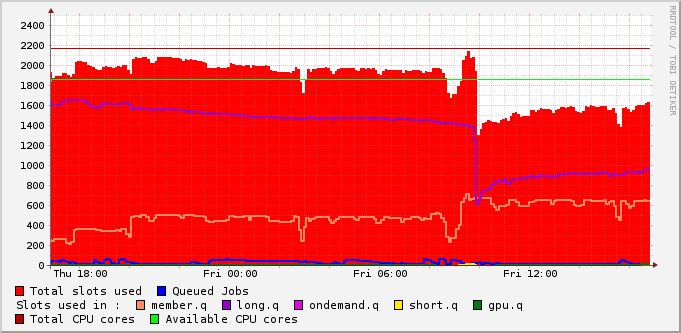 RRDTOOL / TOBI OETIKER
2400
2200
2000
1800
1600
1400
1200
1000
800
600
400
200
0
Thu 18:00 Fri 00:00 Fri 06:00 Fri 12:00
Total slots used Queued Jobs
Slots used in : member.q long.q ondemand.q short.q gpu.q
Total CPU cores Available CPU cores